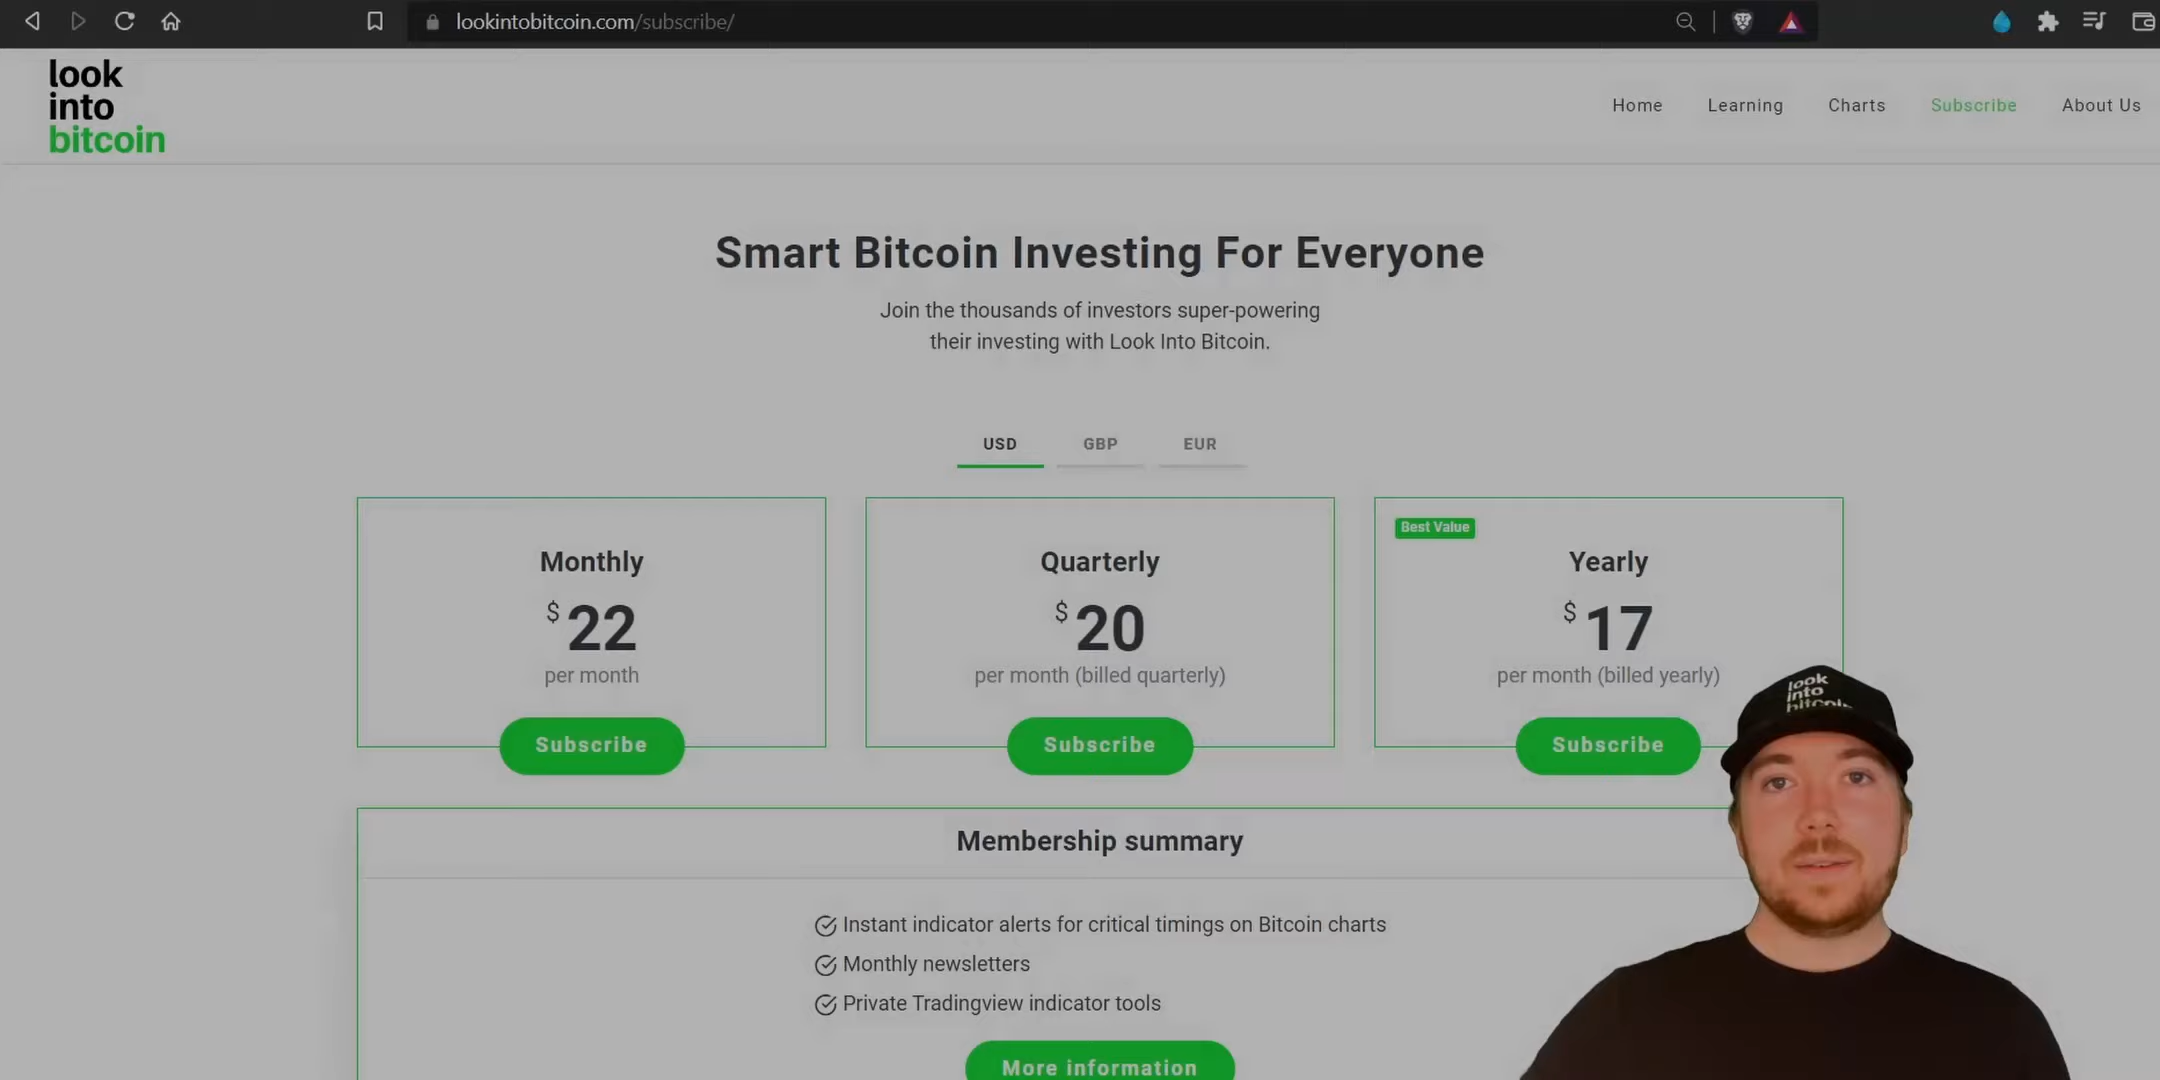 lookintobitcoin.com/subscribe/
look
into
bitcoin
Home Learning Charts Subscribe About Us
Smart Bitcoin Investing For Everyone
Join the thousands of investors super-powering
their investing with Look Into Bitcoin.
USD GBP EUR
Monthly
$ 22
per month
Subscribe
Quarterly
$ 20
per month (billed quarterly)
Subscribe
Best Value
Yearly
$ 17
per month (billed yearly)
Subscribe
look
into
bitcoin
Membership summary
Instant indicator alerts for critical timings on Bitcoin charts
Monthly newsletters
Private Tradingview indicator tools
More information